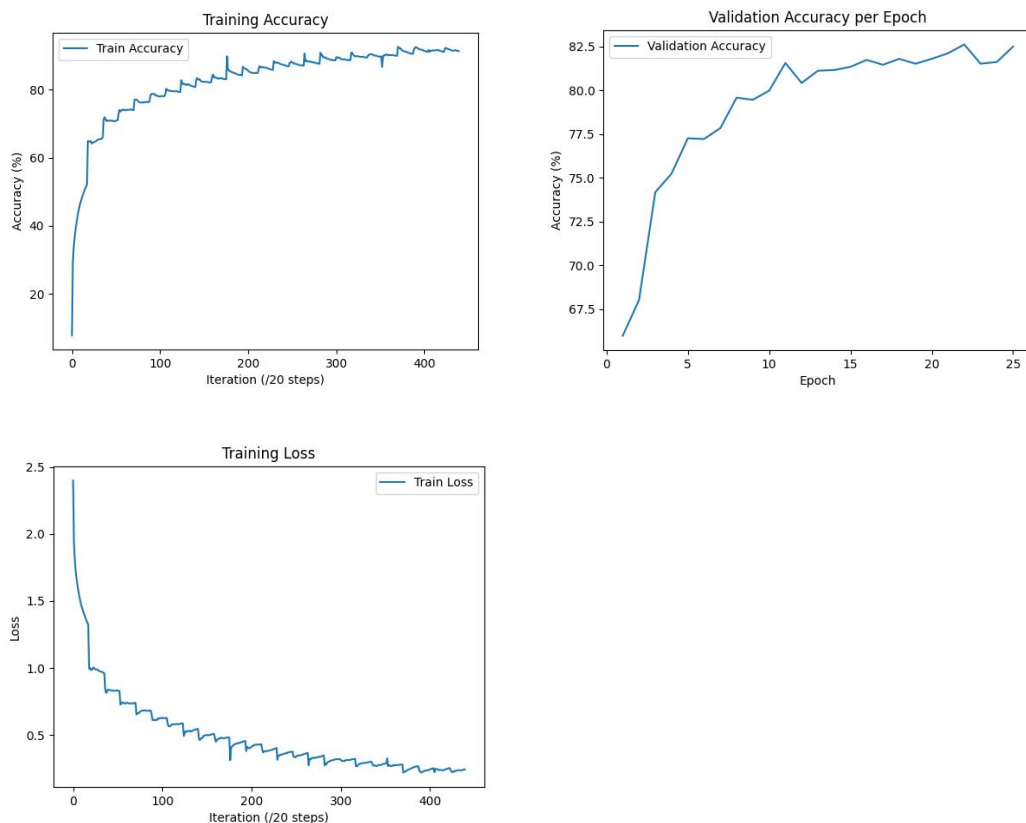 Training Accuracy
Train Accuracy
80
60
40
20
Accuracy (%)
0
100
200
300
400
Iteration (/20 steps)
Validation Accuracy per Epoch
Validation Accuracy
82.5
80.0
77.5
75.0
72.5
70.0
67.5
Accuracy (%)
0
5
10
15
20
25
Epoch
Training Loss
Train Loss
2.5
2.0
1.5
1.0
0.5
Loss
0
100
200
300
400
Iteration (/20 steps)